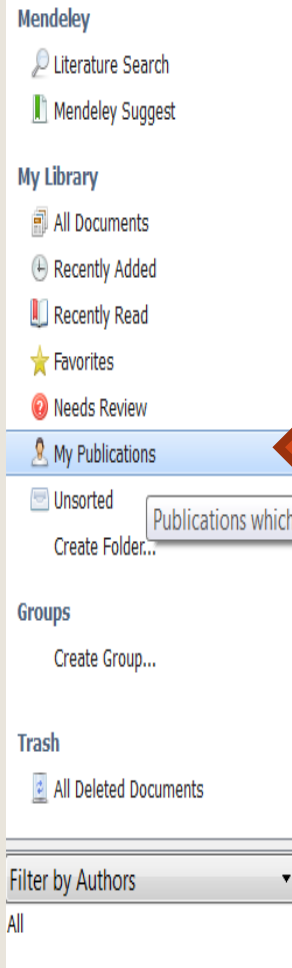 Mendeley
Literature Search
Mendeley Suggest
My Library
All Documents
Recently Added
Recently Read
Favorites
Needs Review
My Publications
Unsorted
Publications which
Create Folder...
Groups
Create Group...
Trash
All Deleted Documents
Filter by Authors
All